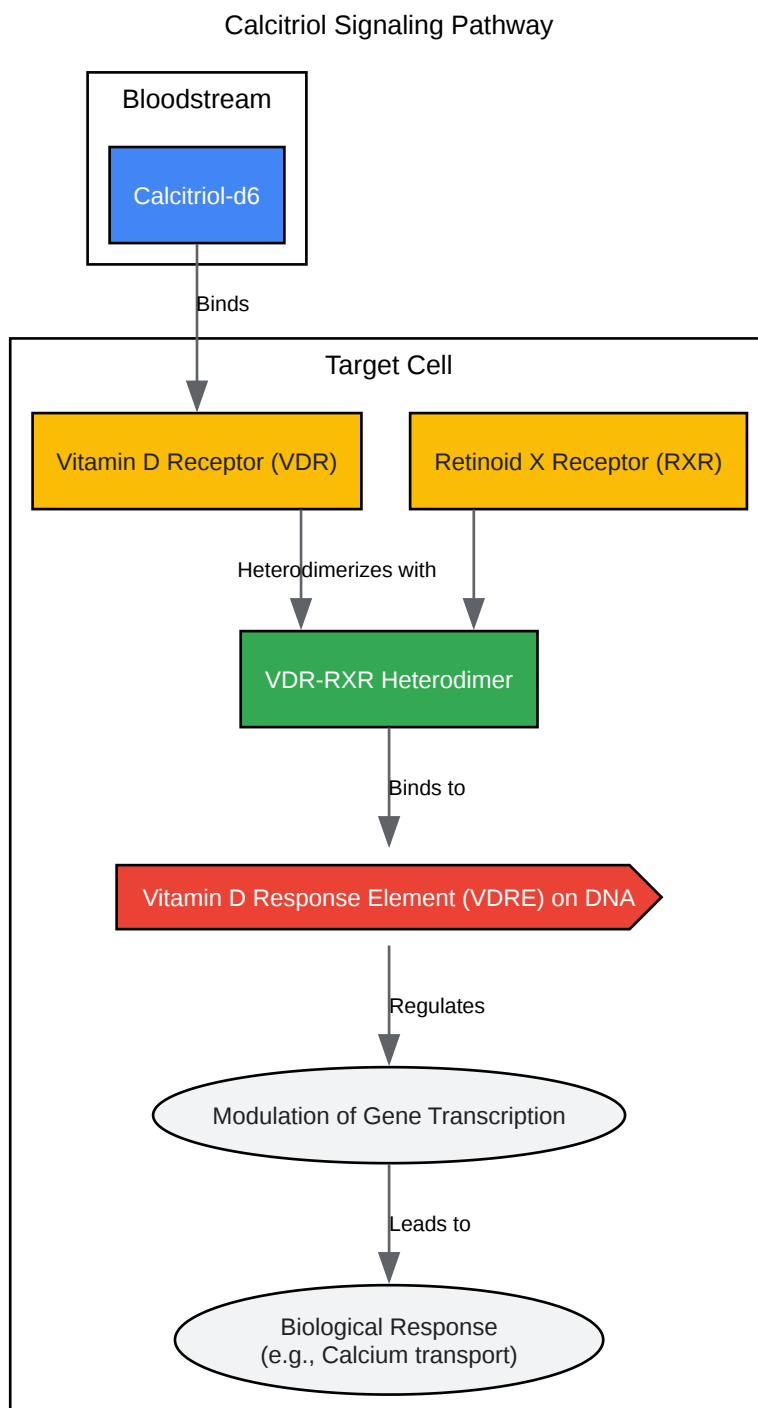 Calcitriol Signaling Pathway
Bloodstream
Calcitriol-d6
Binds
Target Cell
Vitamin D Receptor (VDR)
Retinoid X Receptor (RXR)
Heterodimerizes with
VDR-RXR Heterodimer
Binds to
Vitamin D Response Element (VDRE) on DNA
Regulates
Modulation of Gene Transcription
Leads to
Biological Response
(e.g., Calcium transport)